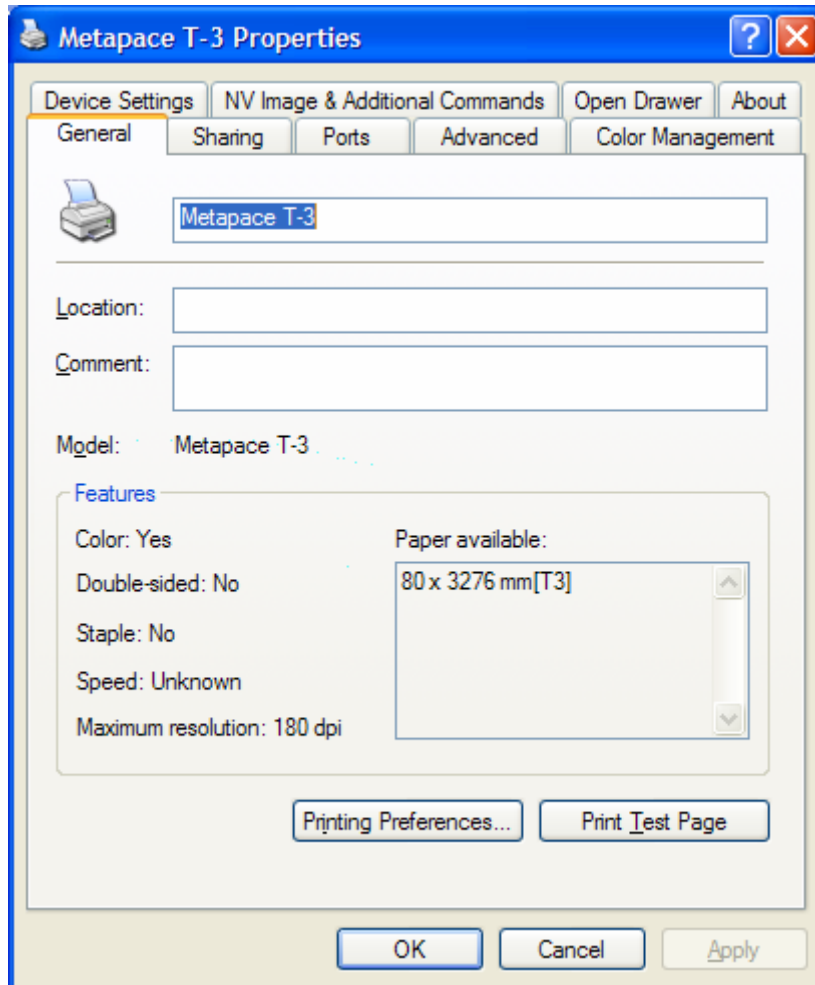 Metapace T-3 Properties
Device Settings NV Image & Additional Commands Open Drawer About
General Sharing Ports Advanced Color Management
Metapace T-3
Location:
Comment:
Model: Metapace T-3
Features
Color: Yes Paper available:
Double-sided: No 80 x 3276 mm[T3]
Staple: No
Speed: Unknown
Maximum resolution: 180 dpi
Printing Preferences... Print Test Page
OK Cancel Apply